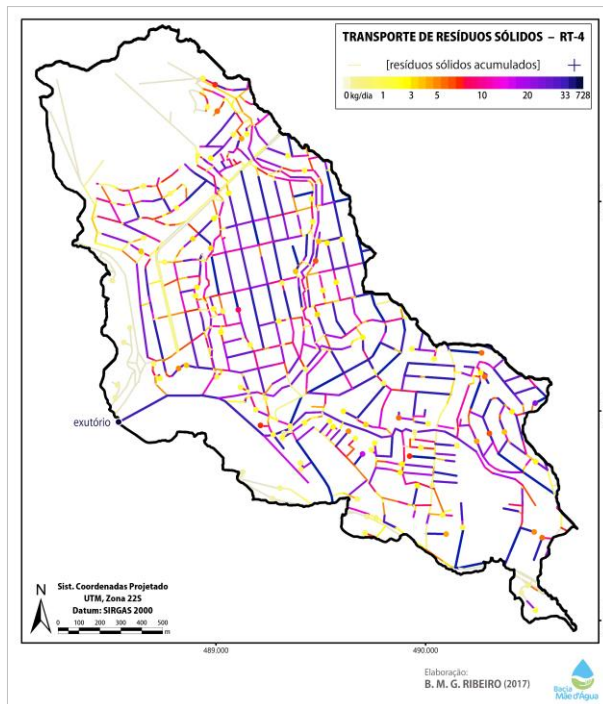 TRANSPORTE DE RESÍDUOS SÓLIDOS – RT-4
[resíduos sólidos acumulados]
0 kg/dia 1 3 5 10 20 33 728
exutório
N
Sist. Coordenadas Projetado
UTM, Zona 22S
Datum: SIRGAS 2000
0 50 100 200 300 400 500
m
489.000 490.000
Elaboração:
B. M. G. RIBEIRO (2017)
Bacia
Mãe d'Água